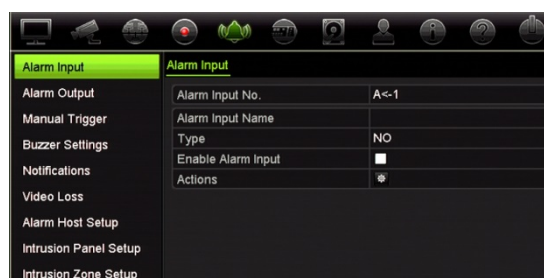 Alarm Input
Alarm Input
Alarm Output
Manual Trigger
Buzzer Settings
Notifications
Video Loss
Alarm Host Setup
Intrusion Panel Setup
Intrusion Zone Setup
Alarm Input No. A<-1
Alarm Input Name
Type NO
Enable Alarm Input
Actions